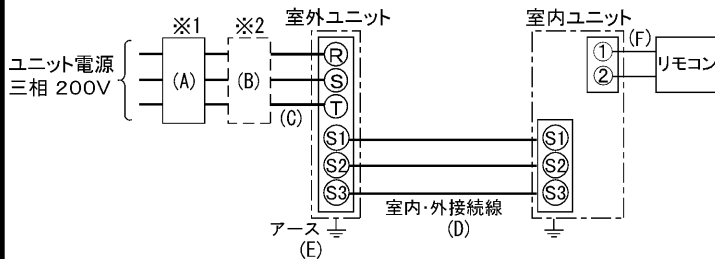 ※1
※2
室外ユニット
室内ユニット
ユニット電源
三相 200V
(A)
(B)
(C)
R
S
T
S1
S2
S3
S1
S2
S3
①
②
(F)
リモコン
室内・外接続線
(D)
アース
(E)